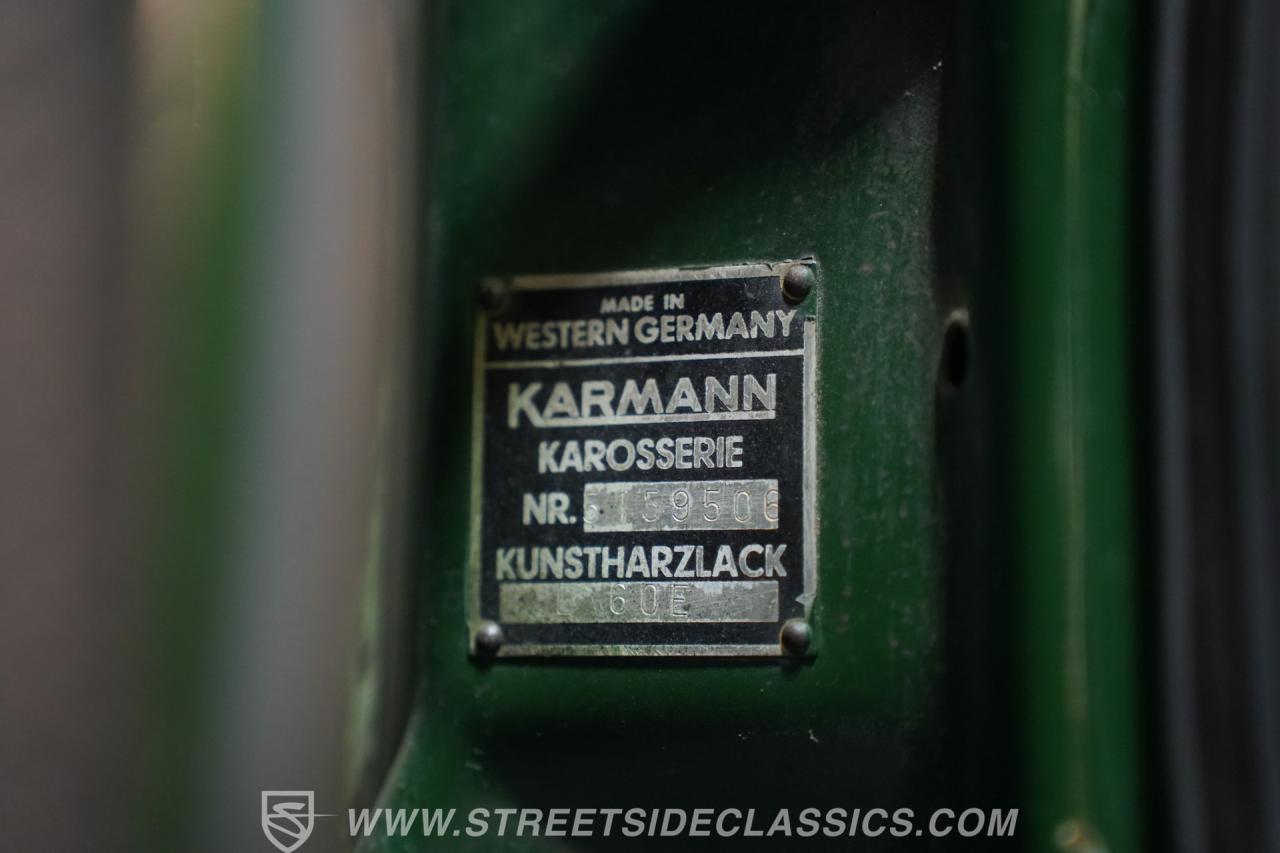 MADE IN
WESTERN GERMANY
KARMANN
KAROSSERIE
NR. 5159506
KUNSTHARZLACK
L 60E
WWW.STREETSIDECLASSICS.COM